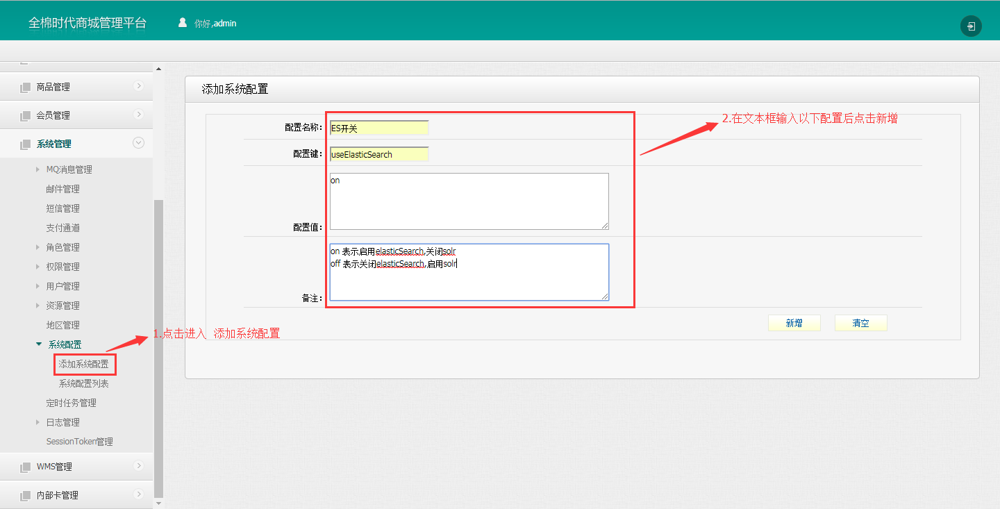 全棉时代商城管理平台
你好,admin
商品管理
会员管理
系统管理
MQ消息管理
邮件管理
短信管理
支付通道
角色管理
权限管理
用户管理
资源管理
地区管理
系统配置
添加系统配置
系统配置列表
定时任务管理
日志管理
SessionToken管理
WMS管理
内部卡管理
1.点击进入 添加系统配置
添加系统配置
2.在文本框输入以下配置后点击新增
配置名称: ES开关
配置键: useElasticSearch
on
配置值:
on 表示启用elasticSearch,关闭solr
off 表示关闭elasticSearch,启用solr
备注:
新增 清空